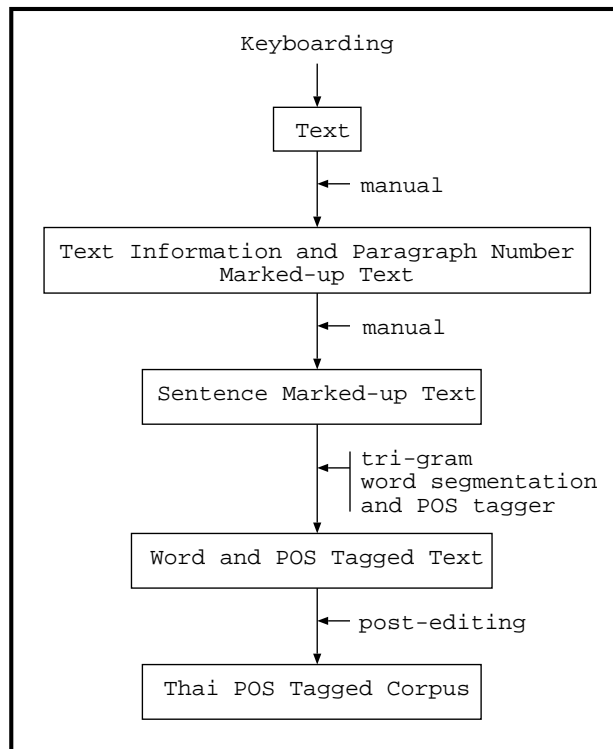 Keyboarding
Text
manual
Text Information and Paragraph Number
Marked-up Text
manual
Sentence Marked-up Text
tri-gram
word segmentation
and POS tagger
Word and POS Tagged Text
post-editing
Thai POS Tagged Corpus